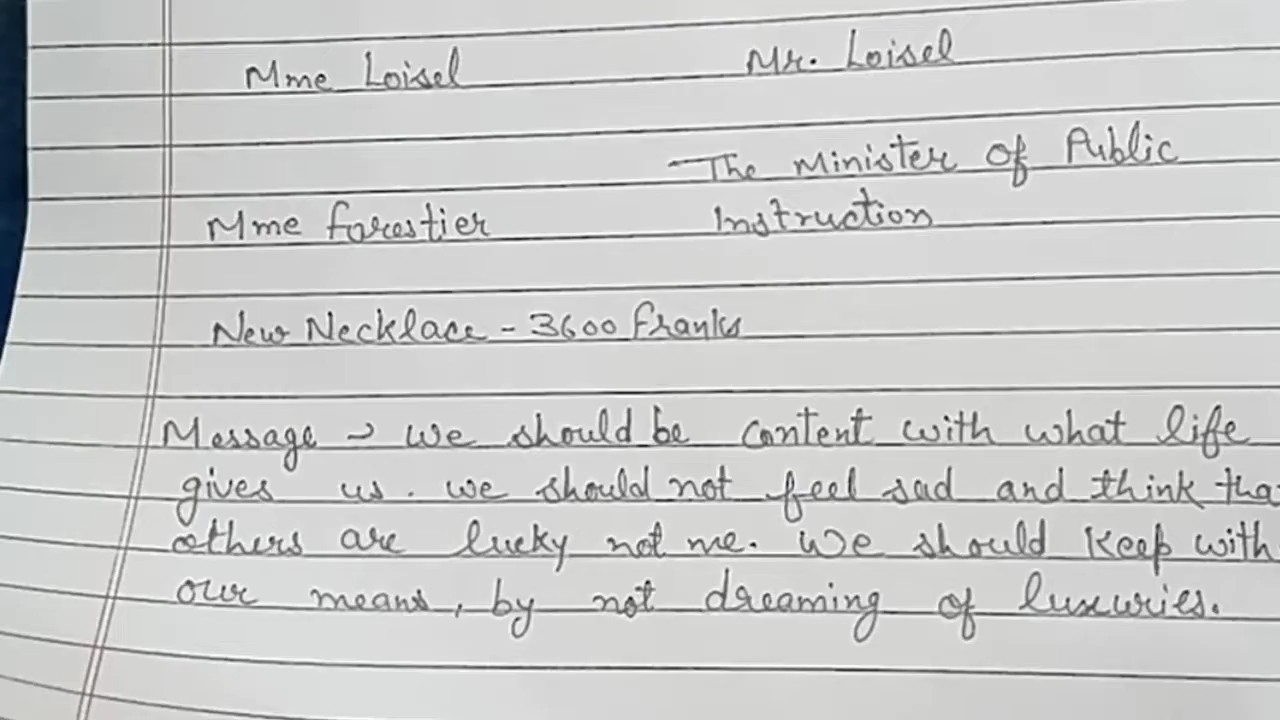 Mme Loisel Mr. Loisel
The Minister of Public
Mme Forestier Instruction
New Necklace - 3600 Franks
Message → We should be content with what life
gives us. We should not feel sad and think tha
others are lucky not me. We should keep with
our means, by not dreaming of luxuries.